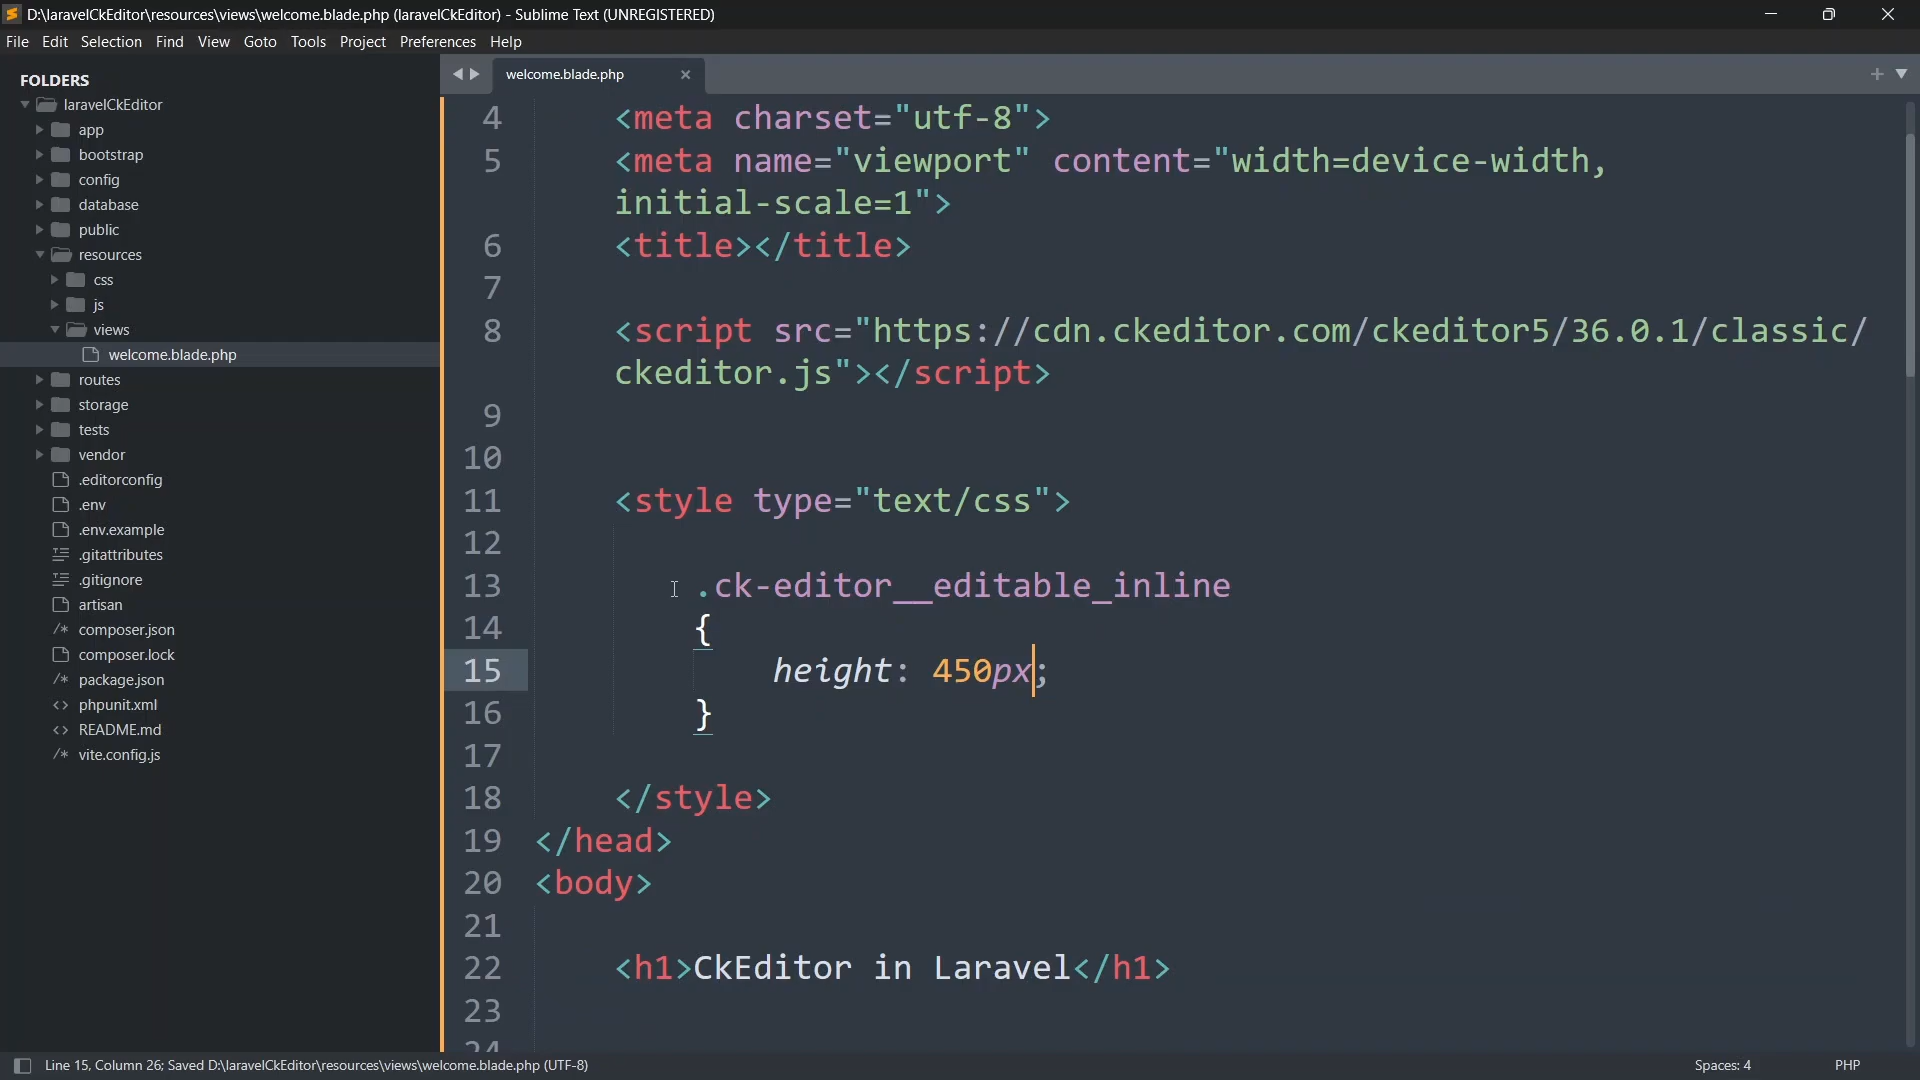 D:\laravelCkEditor\resources\views\welcome.blade.php (laravelCkEditor) - Sublime Text (UNREGISTERED)
File Edit Selection Find View Goto Tools Project Preferences Help
FOLDERS
laravelCkEditor
app
bootstrap
config
database
public
resources
css
js
views
welcome.blade.php
routes
storage
tests
vendor
.editorconfig
.env
.env.example
.gitattributes
.gitignore
artisan
/* composer.json
composer.lock
/* package.json
<> phpunit.xml
<> README.md
/* vite.config.js
welcome.blade.php
4 <meta charset="utf-8">
5 <meta name="viewport" content="width=device-width,
initial-scale=1">
6 <title></title>
7
8 <script src="https://cdn.ckeditor.com/ckeditor5/36.0.1/classic/
ckeditor.js"></script>
9
10
11 <style type="text/css">
12
13 .ck-editor__editable_inline
14 {
15 height: 450px;
16 }
17
18 </style>
19 </head>
20 <body>
21
22 <h1>CkEditor in Laravel</h1>
23
24
Line 15, Column 26; Saved D:\laravelCkEditor\resources\views\welcome.blade.php (UTF-8)
Spaces: 4
PHP